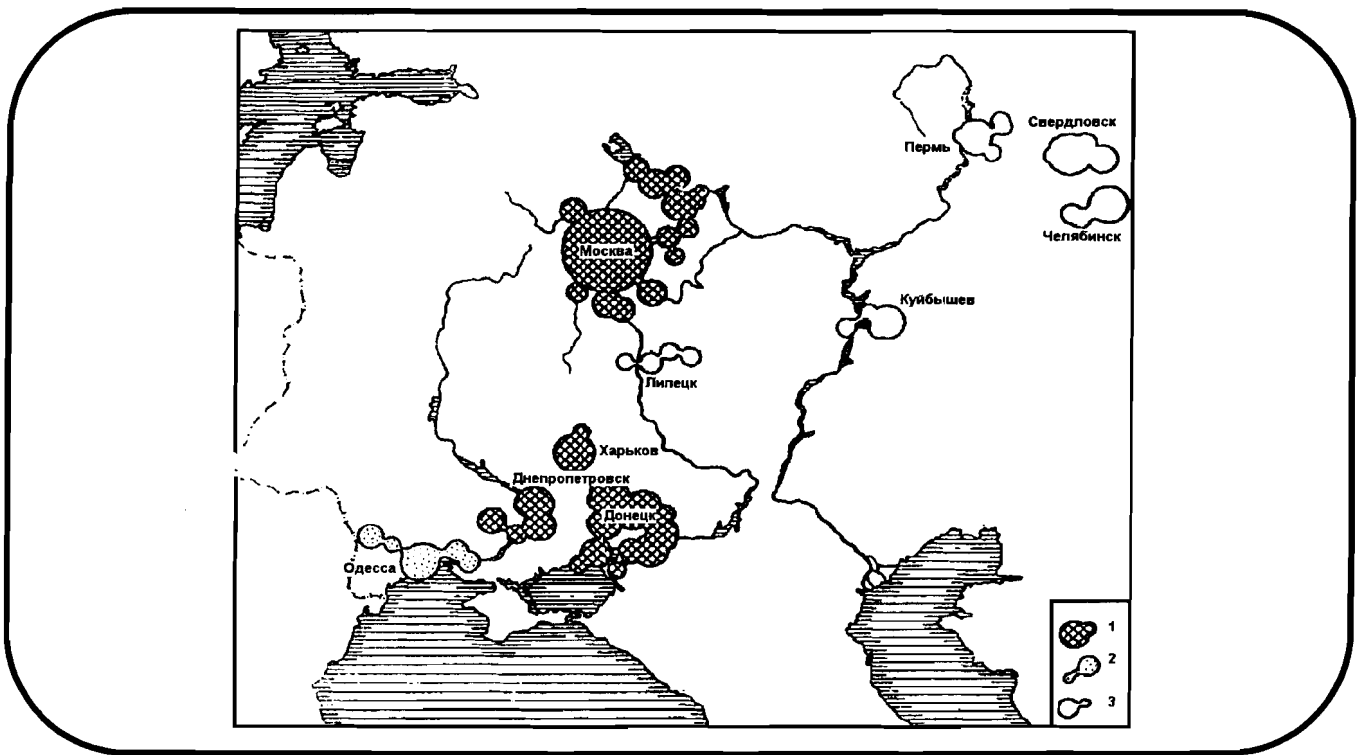 Свердловск
Пермь
Челябинск
Москва
Куйбышев
Липецк
Харьков
Днепропетровск
Донецк
Одесса
1
2
3